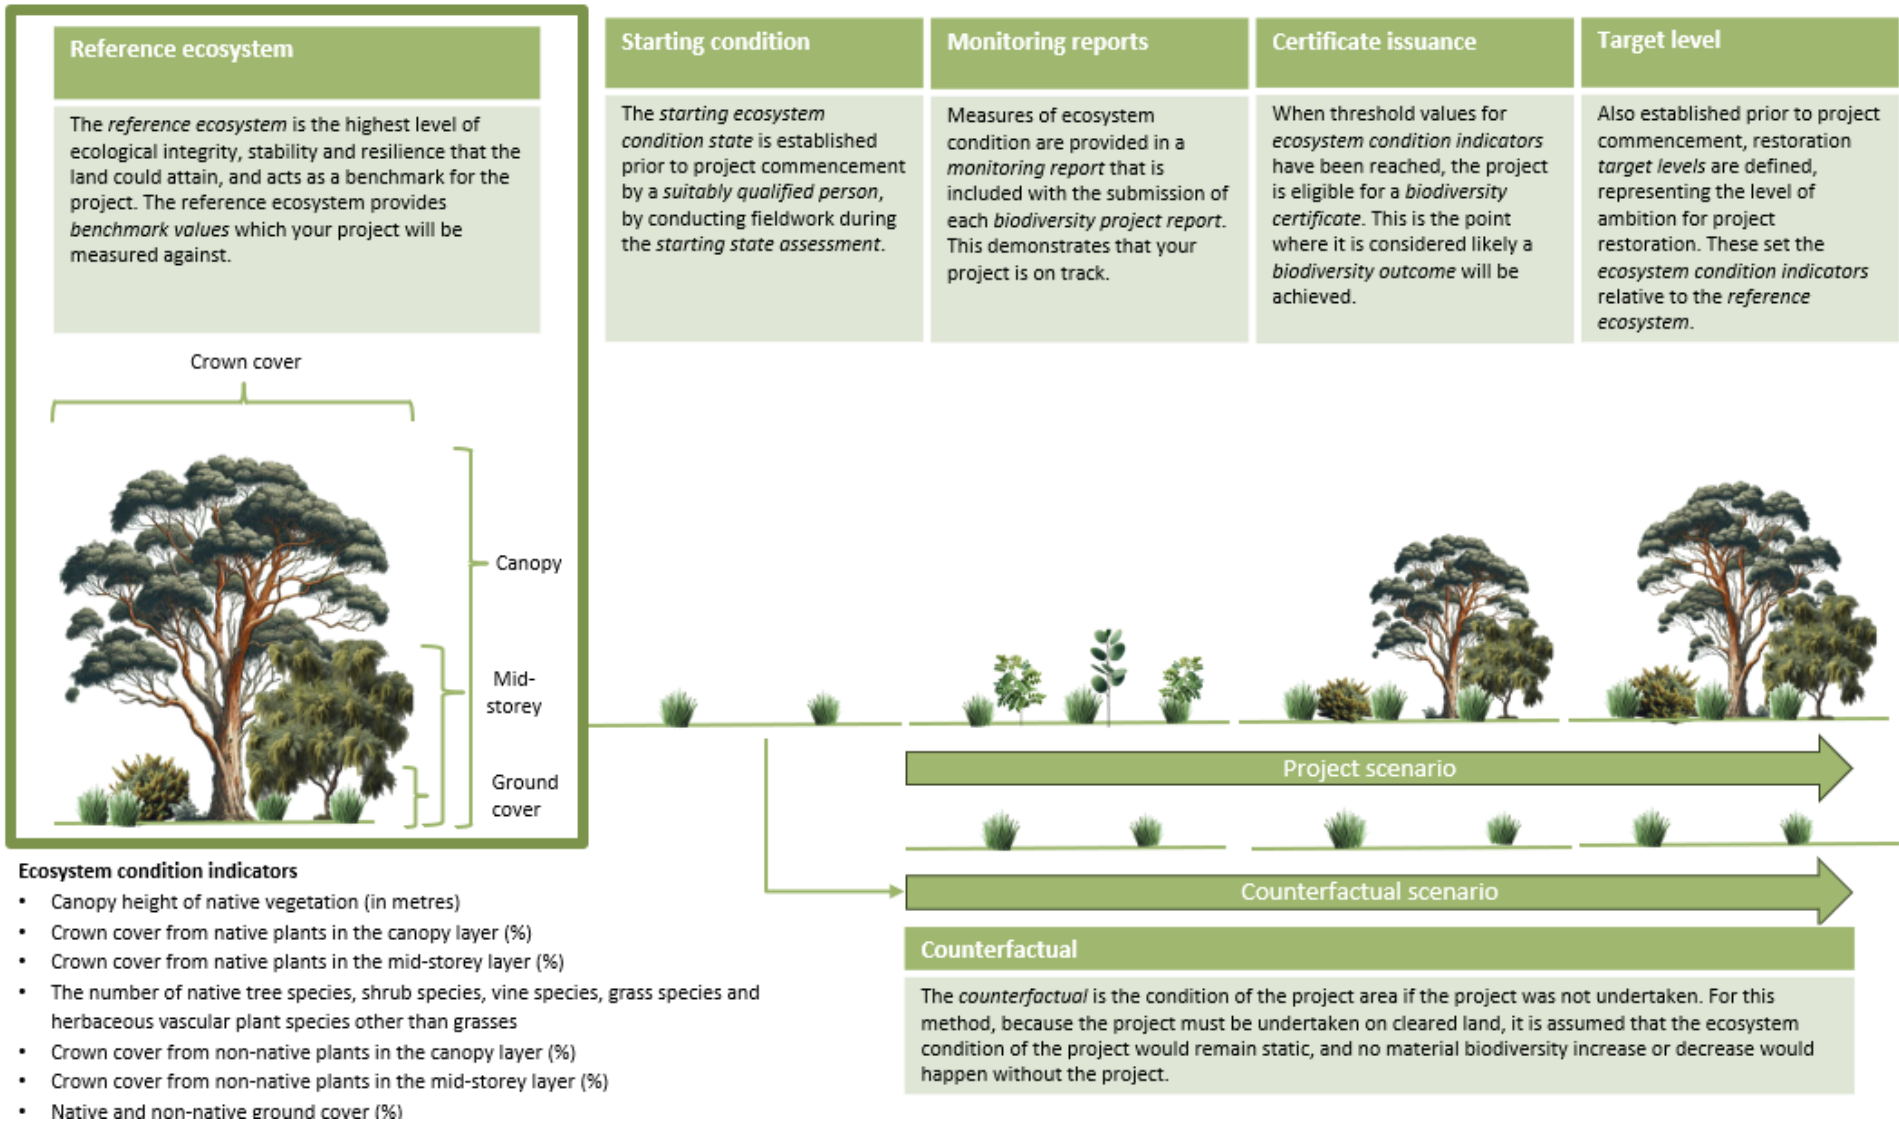 Reference ecosystem
The reference ecosystem is the highest level of
ecological integrity, stability and resilience that the
land could attain, and acts as a benchmark for the
project. The reference ecosystem provides
benchmark values which your project will be
measured against.
Crown cover
Canopy
Mid-
storey
Ground
cover
Ecosystem condition indicators
• Canopy height of native vegetation (in metres)
• Crown cover from native plants in the canopy layer (%)
• Crown cover from native plants in the mid-storey layer (%)
• The number of native tree species, shrub species, vine species, grass species and
herbaceous vascular plant species other than grasses
• Crown cover from non-native plants in the canopy layer (%)
• Crown cover from non-native plants in the mid-storey layer (%)
• Native and non-native ground cover (%)
Starting condition
The starting ecosystem
condition state is established
prior to project commencement
by a suitably qualified person,
by conducting fieldwork during
the starting state assessment.
Monitoring reports
Measures of ecosystem
condition are provided in a
monitoring report that is
included with the submission of
each biodiversity project report.
This demonstrates that your
project is on track.
Certificate issuance
When threshold values for
ecosystem condition indicators
have been reached, the project
is eligible for a biodiversity
certificate. This is the point
where it is considered likely a
biodiversity outcome will be
achieved.
Target level
Also established prior to project
commencement, restoration
target levels are defined,
representing the level of
ambition for project
restoration. These set the
ecosystem condition indicators
relative to the reference
ecosystem.
Project scenario
Counterfactual scenario
Counterfactual
The counterfactual is the condition of the project area if the project was not undertaken. For this
method, because the project must be undertaken on cleared land, it is assumed that the ecosystem
condition of the project would remain static, and no material biodiversity increase or decrease would
happen without the project.